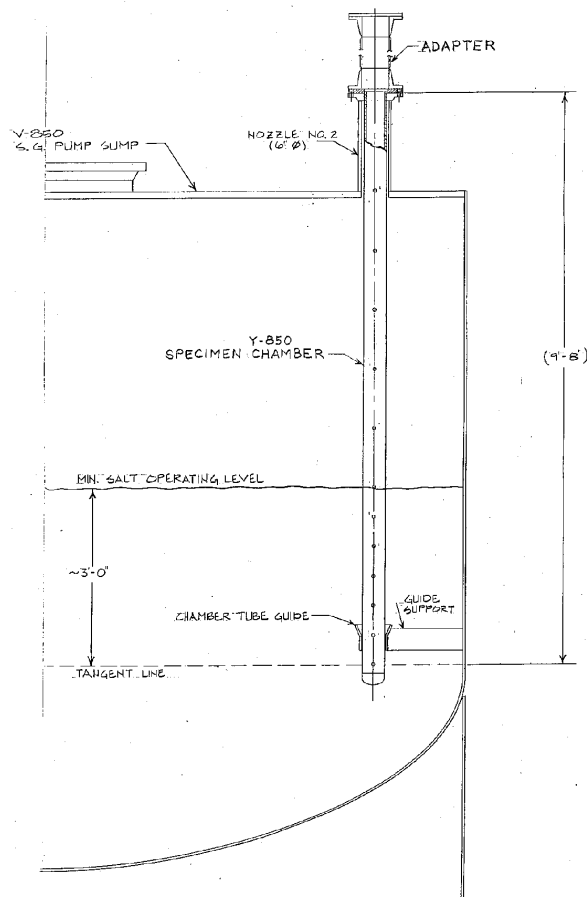 ADAPTER
V-850
S.G. PUMP SUMP
NOZZLE NO. 2
(6" Ø)
Y-850
SPECIMEN CHAMBER
(9'-8")
MIN. SALT OPERATING LEVEL
~3'-0"
CHAMBER TUBE GUIDE
GUIDE
SUPPORT
TANGENT LINE